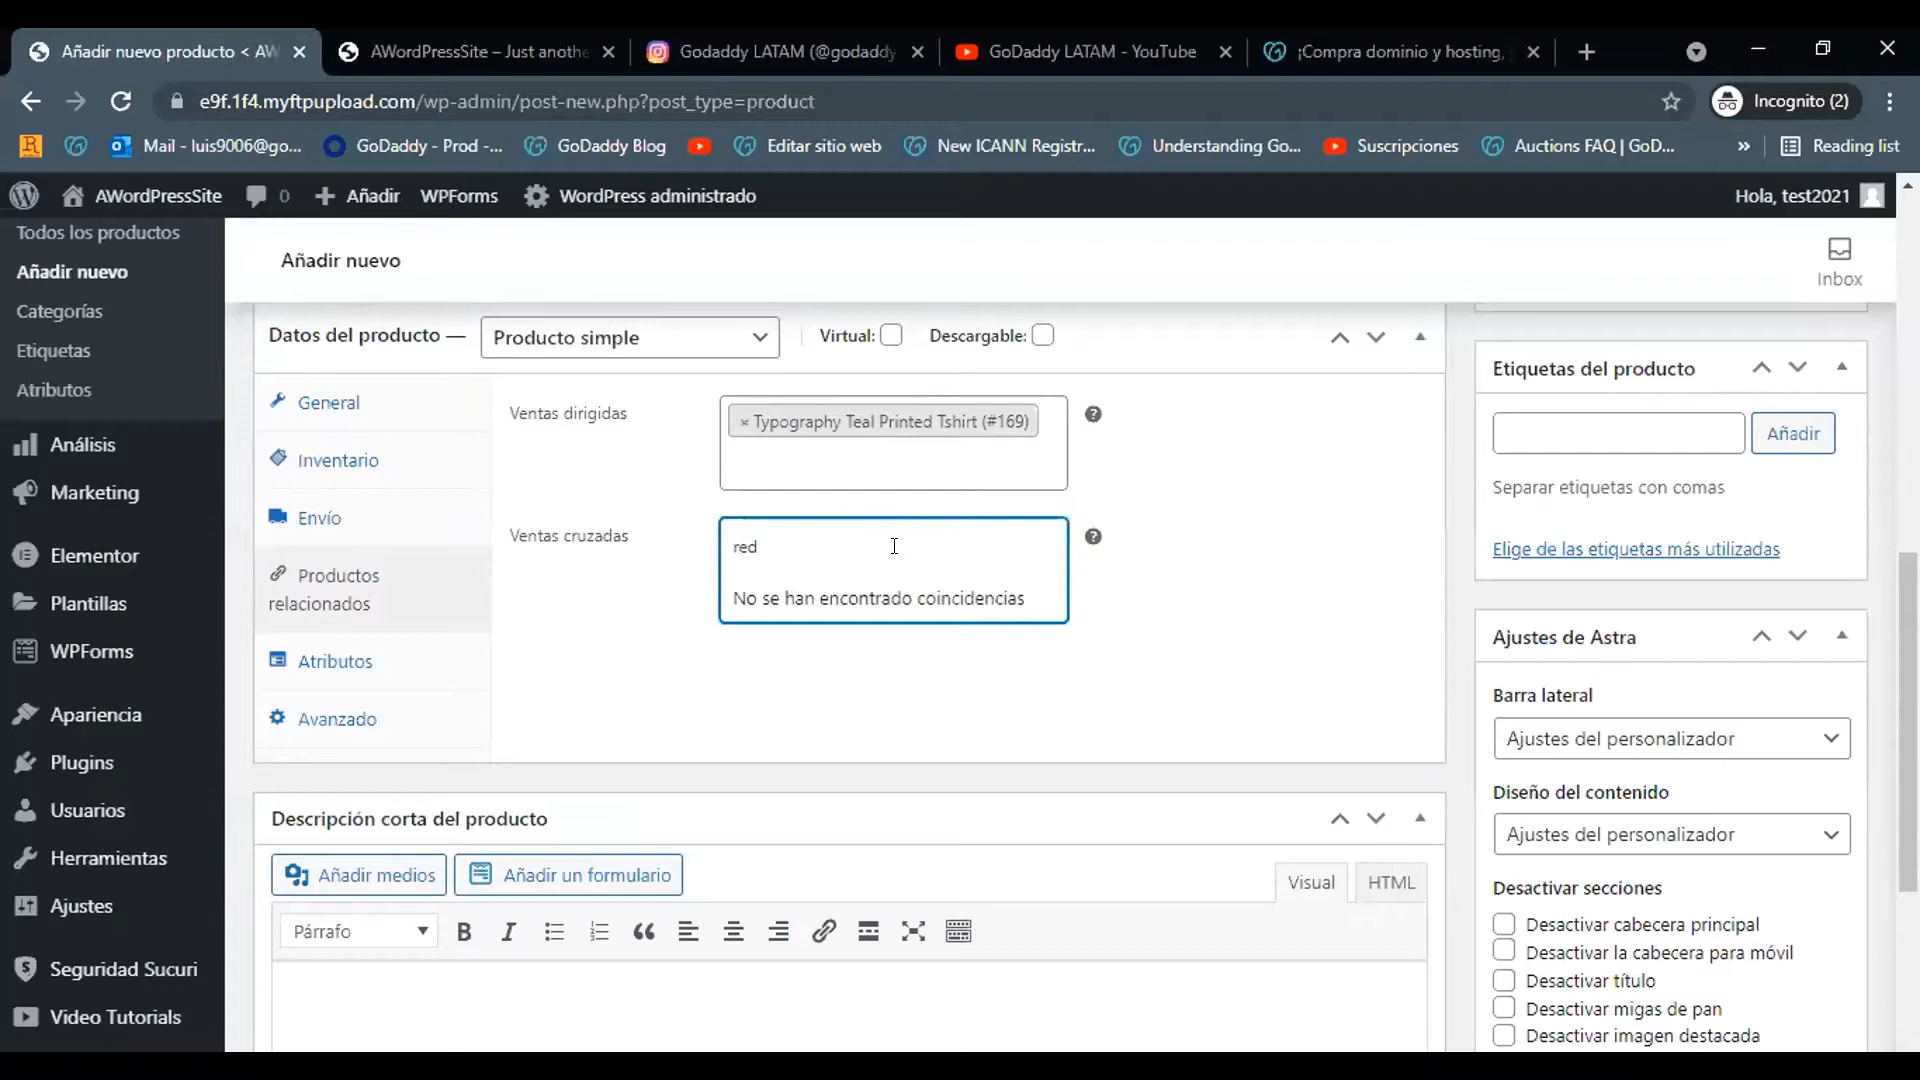 Añadir nuevo producto < AW
AWordPressSite – Just anothe
Godaddy LATAM (@godaddy
GoDaddy LATAM - YouTube
¡Compra dominio y hosting,
e9f.1f4.myftpupload.com/wp-admin/post-new.php?post_type=product
Incognito (2)
Mail - luis9006@go...
GoDaddy - Prod -...
GoDaddy Blog
Editar sitio web
New ICANN Registr...
Understanding Go...
Suscripciones
Auctions FAQ | GoD...
»
Reading list
AWordPressSite
0
Añadir
WPForms
WordPress administrado
Hola, test2021
Todos los productos
Añadir nuevo
Categorías
Etiquetas
Atributos
Análisis
Marketing
Elementor
Plantillas
WPForms
Apariencia
Plugins
Usuarios
Herramientas
Ajustes
Seguridad Sucuri
Video Tutorials
Añadir nuevo
Inbox
Datos del producto —
Producto simple
Virtual:
Descargable:
General
Inventario
Envío
Productos
relacionados
Atributos
Avanzado
Ventas dirigidas
× Typography Teal Printed Tshirt (#169)
Ventas cruzadas
red
No se han encontrado coincidencias
Descripción corta del producto
Añadir medios
Añadir un formulario
Visual
HTML
Párrafo
B
I
Etiquetas del producto
Añadir
Separar etiquetas con comas
Elige de las etiquetas más utilizadas
Ajustes de Astra
Barra lateral
Ajustes del personalizador
Diseño del contenido
Ajustes del personalizador
Desactivar secciones
Desactivar cabecera principal
Desactivar la cabecera para móvil
Desactivar título
Desactivar migas de pan
Desactivar imagen destacada